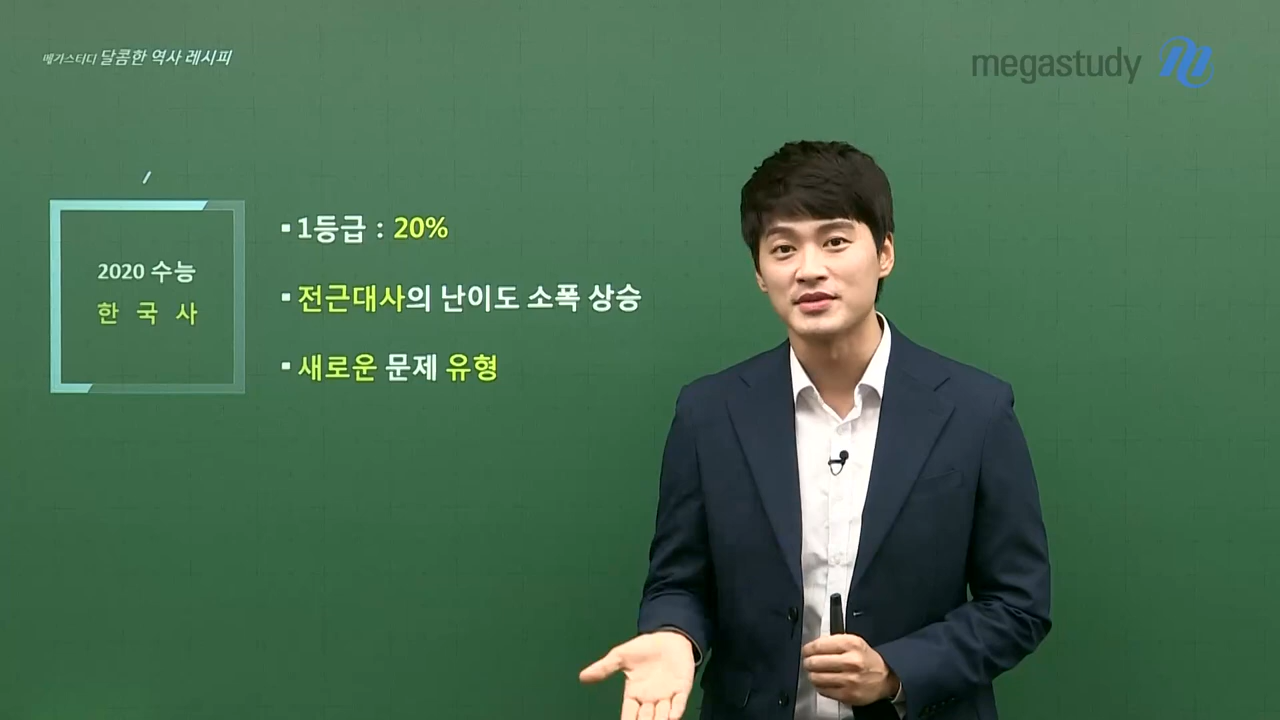 메가스터디 달콤한 역사 레시피
megastudy
2020 수능
한 국 사
▪1등급 : 20%
▪전근대사의 난이도 소폭 상승
▪새로운 문제 유형